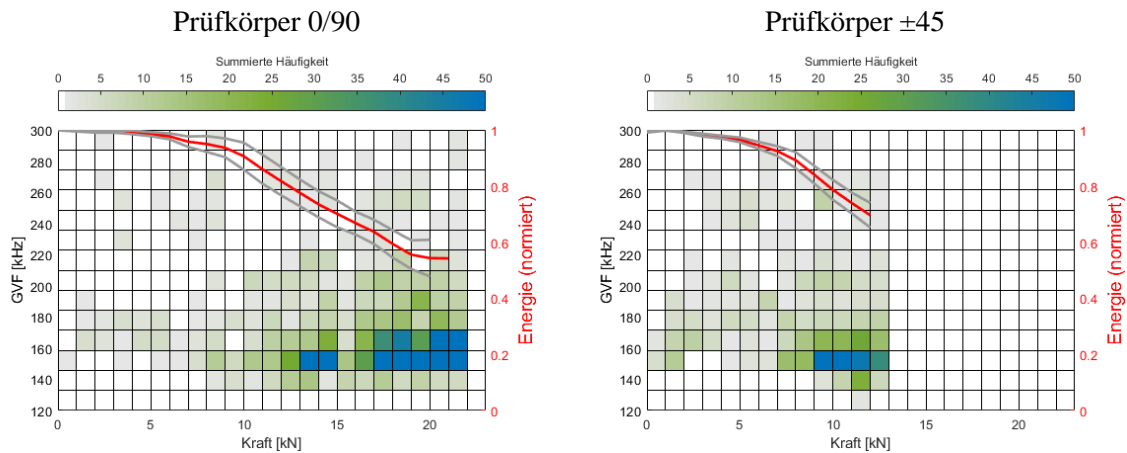 Prüfkörper 0/90
Summierte Häufigkeit
0 5 10 15 20 25 30 35 40 45 50
300
280
260
240
220
200
180
160
140
120
GVF [kHz]
0 5 10 15 20
Kraft [kN]
1
0.8
0.6
0.4
0.2
0
Energie (normiert)
Prüfkörper ±45
Summierte Häufigkeit
0 5 10 15 20 25 30 35 40 45 50
300
280
260
240
220
200
180
160
140
120
GVF [kHz]
0 5 10 15 20
Kraft [kN]
1
0.8
0.6
0.4
0.2
0
Energie (normiert)